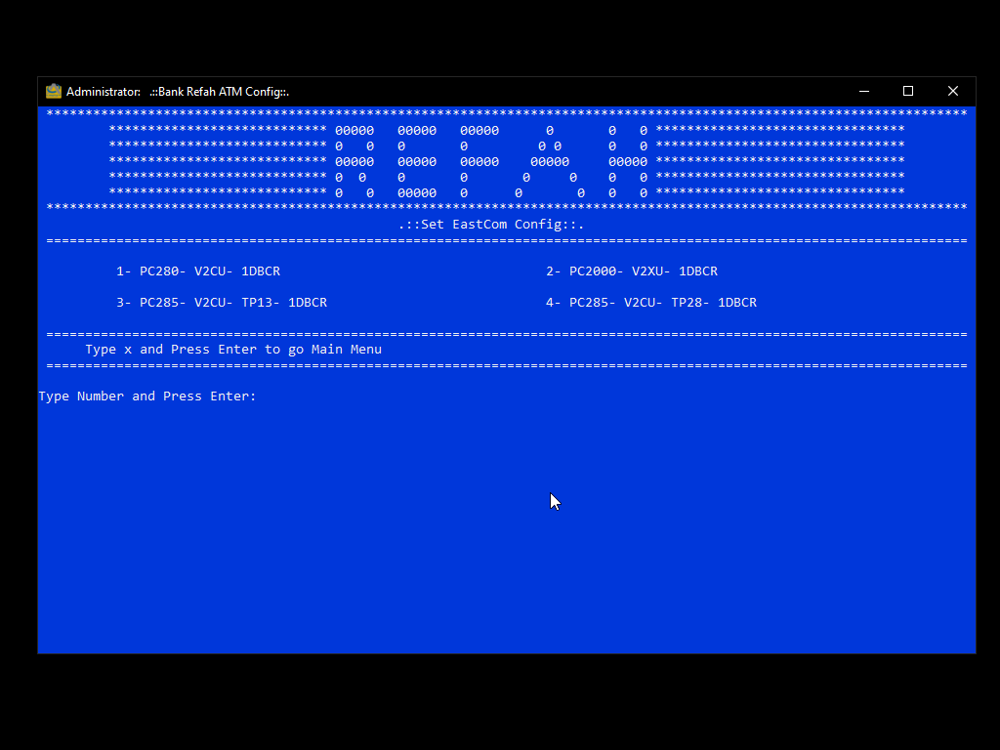 Administrator:  .::Bank Refah ATM Config::.
**********************************************************************************************************************
**************************** 00000   00000   00000      0       0   0 ********************************
**************************** 0   0   0       0         0 0      0   0 ********************************
**************************** 00000   00000   00000    00000     00000 ********************************
**************************** 0  0    0       0       0     0    0   0 ********************************
**************************** 0   0   00000   0      0       0   0   0 ********************************
**********************************************************************************************************************
.::Set EastCom Config::.
======================================================================================================================
1- PC280- V2CU- 1DBCR                                  2- PC2000- V2XU- 1DBCR
3- PC285- V2CU- TP13- 1DBCR                            4- PC285- V2CU- TP28- 1DBCR
======================================================================================================================
Type x and Press Enter to go Main Menu
======================================================================================================================
Type Number and Press Enter: